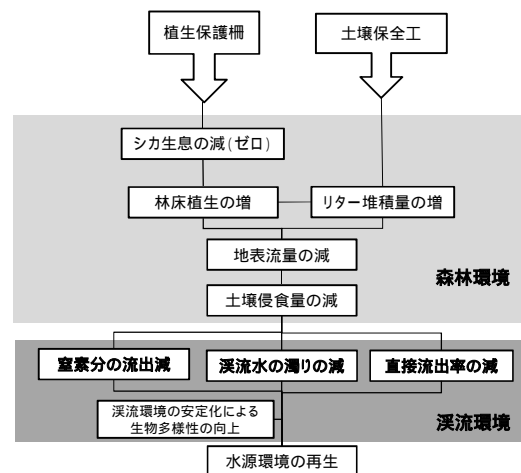 植生保護柵
土壌保全工
シカ生息の減(ゼロ)
林床植生の増
リター堆積量の増
地表流量の減
森林環境
土壌侵食量の減
窒素分の流出減
渓流水の濁りの減
直接流出率の減
渓流環境の安定化による
生物多様性の向上
渓流環境
水源環境の再生